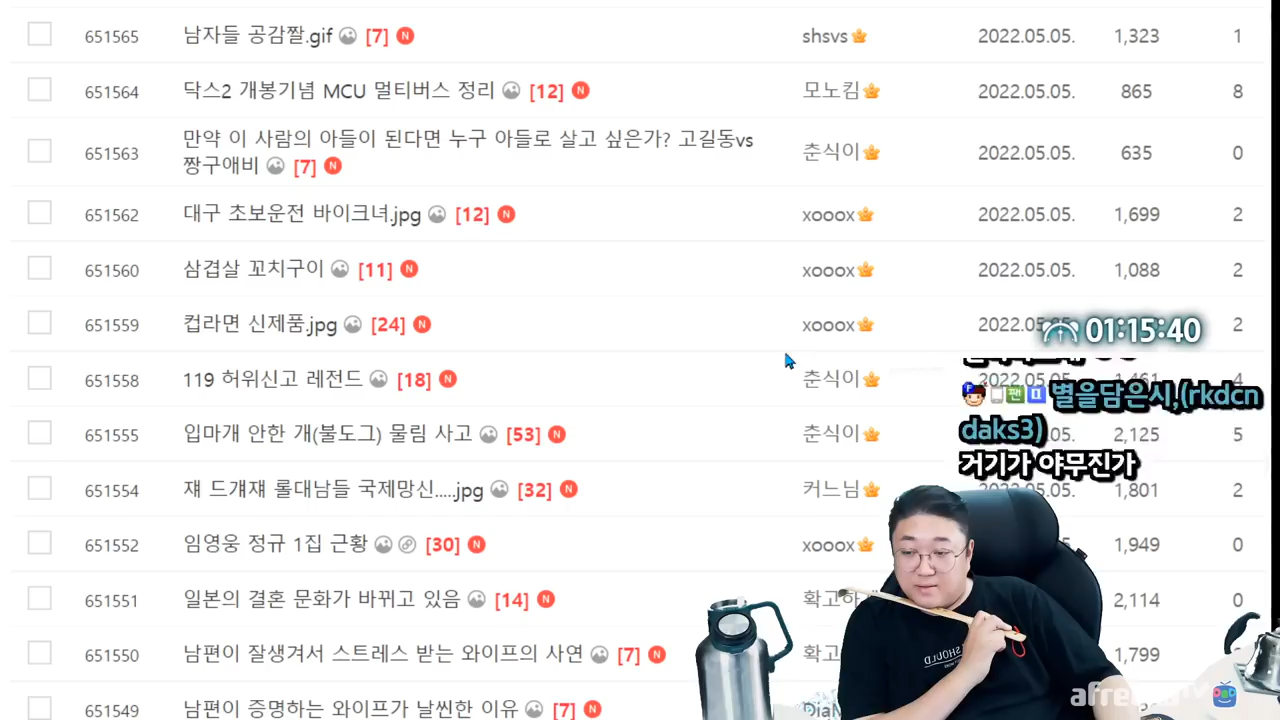 651565 남자들 공감짤.gif [7] N shsvs 2022.05.05. 1,323 1
651564 닥스2 개봉기념 MCU 멀티버스 정리 [12] N 모노킴 2022.05.05. 865 8
만약 이 사람의 아들이 된다면 누구 아들로 살고 싶은가? 고길동vs
651563 짱구애비 [7] N 춘식이 2022.05.05. 635 0
651562 대구 초보운전 바이크녀.jpg [12] N xooox 2022.05.05. 1,699 2
651560 삼겹살 꼬치구이 [11] N xooox 2022.05.05. 1,088 2
651559 컵라면 신제품.jpg [24] N xooox 2
01:15:40
651558 119 허위신고 레전드 [18] N 춘식이
별을담은시,(rkdcn
daks3)
거기가 야무진가
651555 입마개 안한 개(불도그) 물림 사고 [53] N 춘식이 2,125 5
651554 쟤 드걔쟤 롤대남들 국제망신.....jpg [32] N 커느님 1,801 2
651552 임영웅 정규 1집 근황 [30] N xooox 1,949 0
651551 일본의 결혼 문화가 바뀌고 있음 [14] N 2,114 0
651550 남편이 잘생겨서 스트레스 받는 와이프의 사연 [7] N 1,799
651549 남편이 증명하는 와이프가 날씬한 이유 [7] N